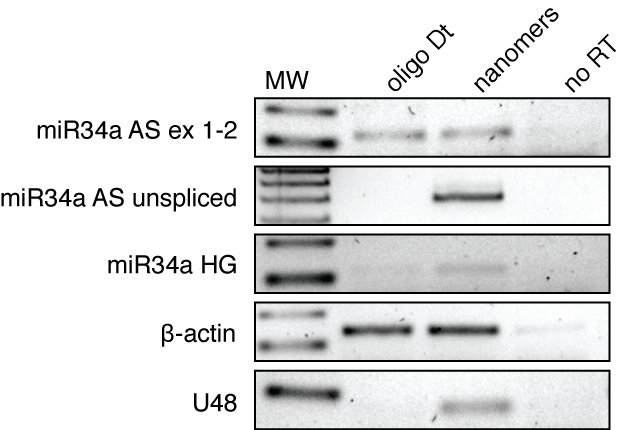 MW
oligo Dt
nanomers
no RT
miR34a AS ex 1-2
miR34a AS unspliced
miR34a HG
β-actin
U48